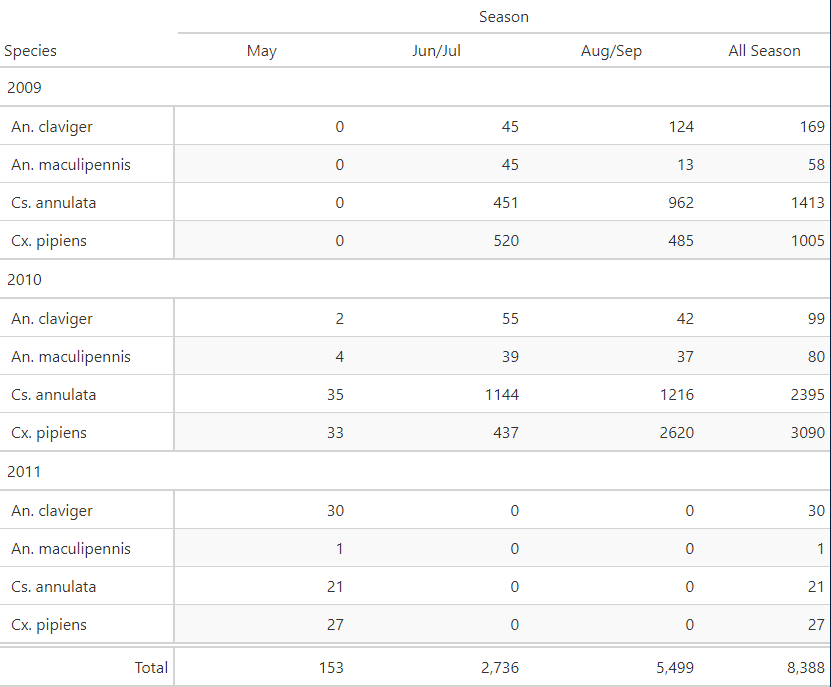 Season
Species May Jun/Jul Aug/Sep All Season
2009
An. claviger 0 45 124 169
An. maculipennis 0 45 13 58
Cs. annulata 0 451 962 1413
Cx. pipiens 0 520 485 1005
2010
An. claviger 2 55 42 99
An. maculipennis 4 39 37 80
Cs. annulata 35 1144 1216 2395
Cx. pipiens 33 437 2620 3090
2011
An. claviger 30 0 0 30
An. maculipennis 1 0 0 1
Cs. annulata 21 0 0 21
Cx. pipiens 27 0 0 27
Total 153 2,736 5,499 8,388